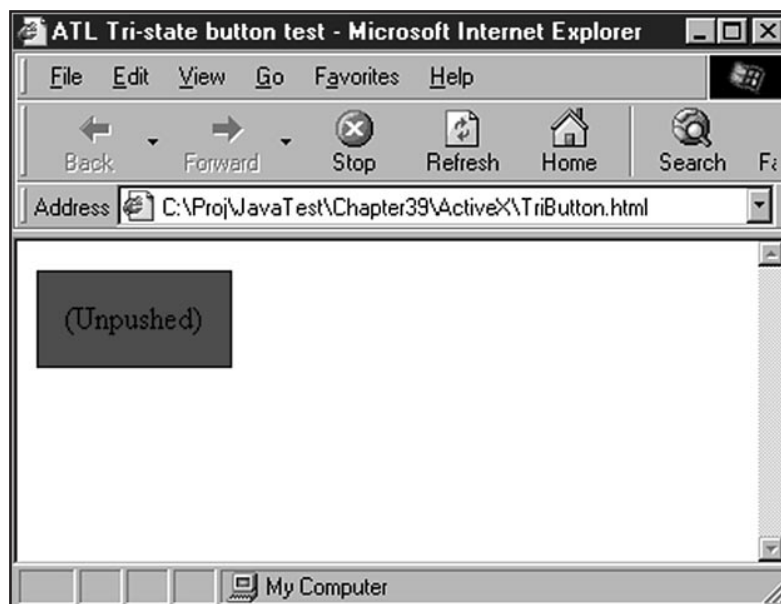 ATL Tri-state button test - Microsoft Internet Explorer
File Edit View Go Favorites Help
Back Forward Stop Refresh Home Search
Address C:\Proj\JavaTest\Chapter39\ActiveX\TriButton.html
(Unpushed)
My Computer